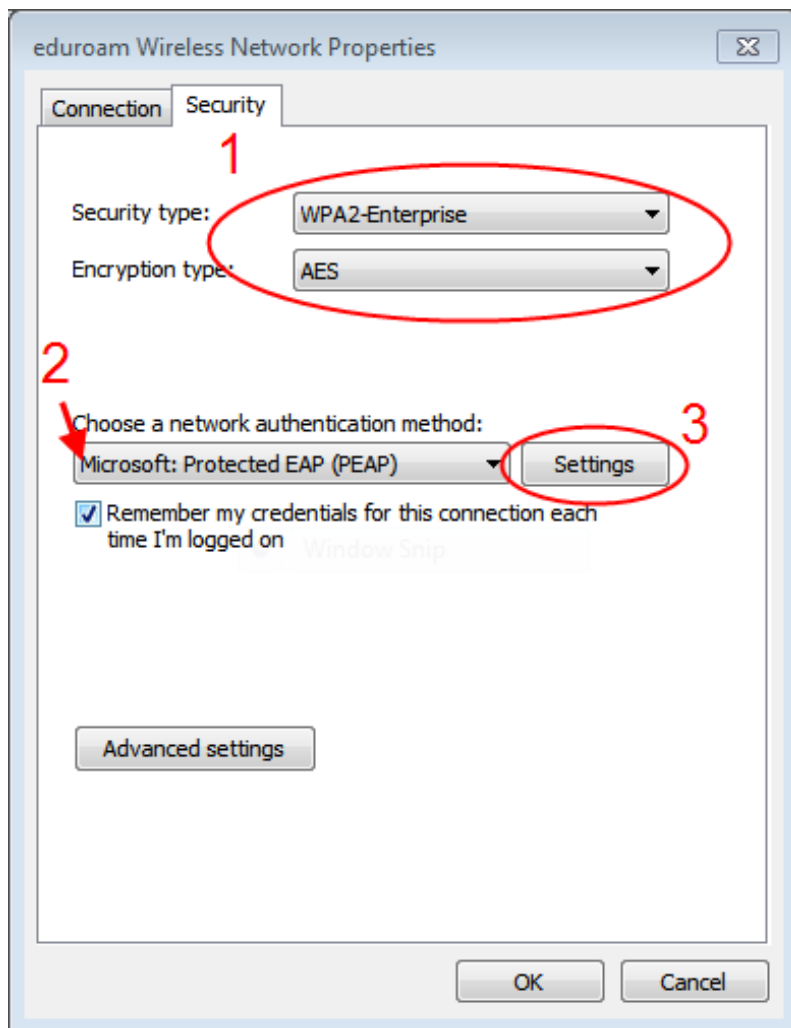 eduroam Wireless Network Properties
Connection
Security
1
Security type:
WPA2-Enterprise
Encryption type:
AES
2
Choose a network authentication method:
3
Microsoft: Protected EAP (PEAP)
Settings
Remember my credentials for this connection each
time I'm logged on
Window Snip
Advanced settings
OK
Cancel